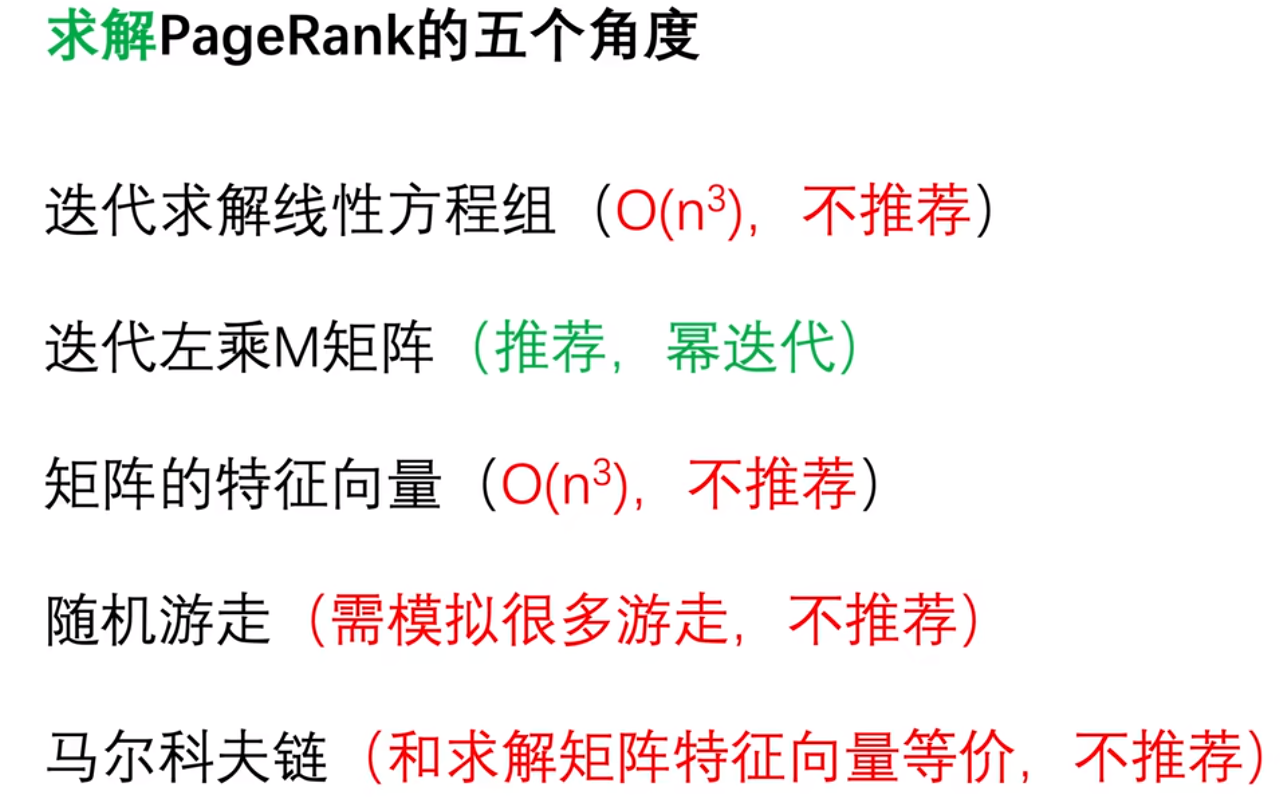 求解PageRank的五个角度
迭代求解线性方程组（O(n³)，不推荐）
迭代左乘M矩阵（推荐，幂迭代）
矩阵的特征向量（O(n³)，不推荐）
随机游走（需模拟很多游走，不推荐）
马尔科夫链（和求解矩阵特征向量等价，不推荐）